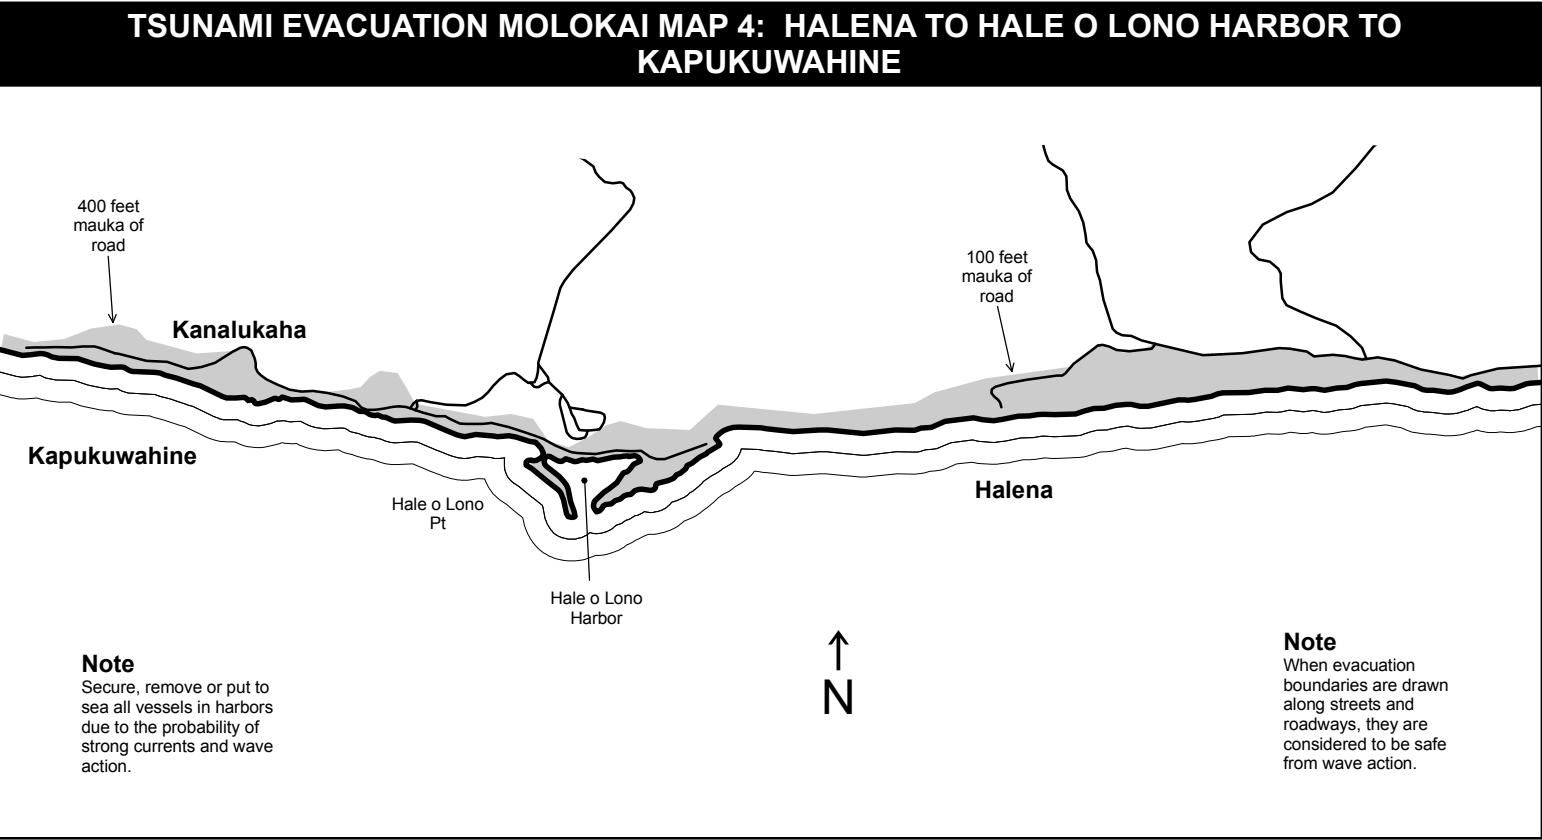 TSUNAMI EVACUATION MOLOKAI MAP 4: HALENA TO HALE O LONO HARBOR TO
KAPUKUWAHINE
400 feet
mauka of
road
Kanalukaha
100 feet
mauka of
road
Kapukuwahine
Hale o Lono
Pt
Halena
Hale o Lono
Harbor
N
Note
Secure, remove or put to
sea all vessels in harbors
due to the probability of
strong currents and wave
action.
Note
When evacuation
boundaries are drawn
along streets and
roadways, they are
considered to be safe
from wave action.